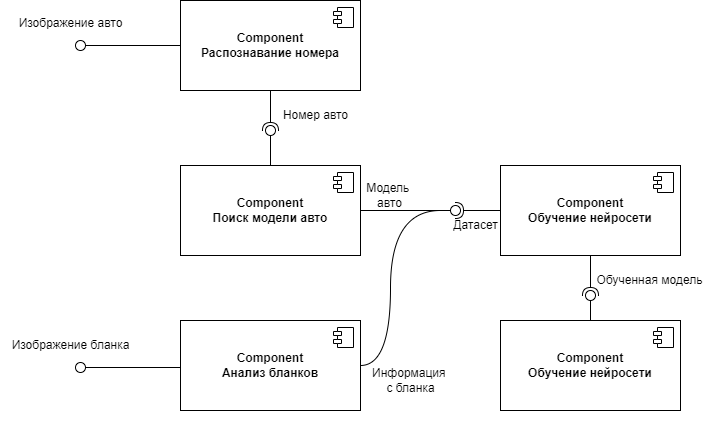 Изображение авто
Component
Распознавание номера
Номер авто
Component
Поиск модели авто
Модель
авто
Датасет
Component
Обучение нейросети
Обученная модель
Изображение бланка
Component
Анализ бланков
Информация
с бланка
Component
Обучение нейросети